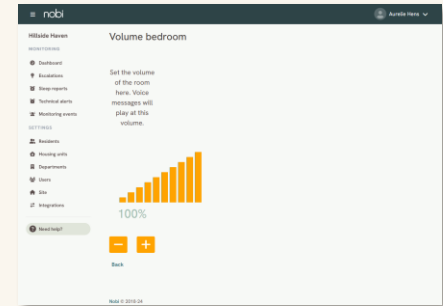 nobi
Aurelie Hens
Hillside Haven
Volume bedroom
MONITORING
Dashboard
Escalations
Sleep reports
Technical alerts
Monitoring events
SETTINGS
Residents
Housing units
Departments
Users
Site
Integrations
Need help?
Set the volume
of the room
here. Voice
messages will
play at this
volume.
100%
Back
Nobi © 2018-24